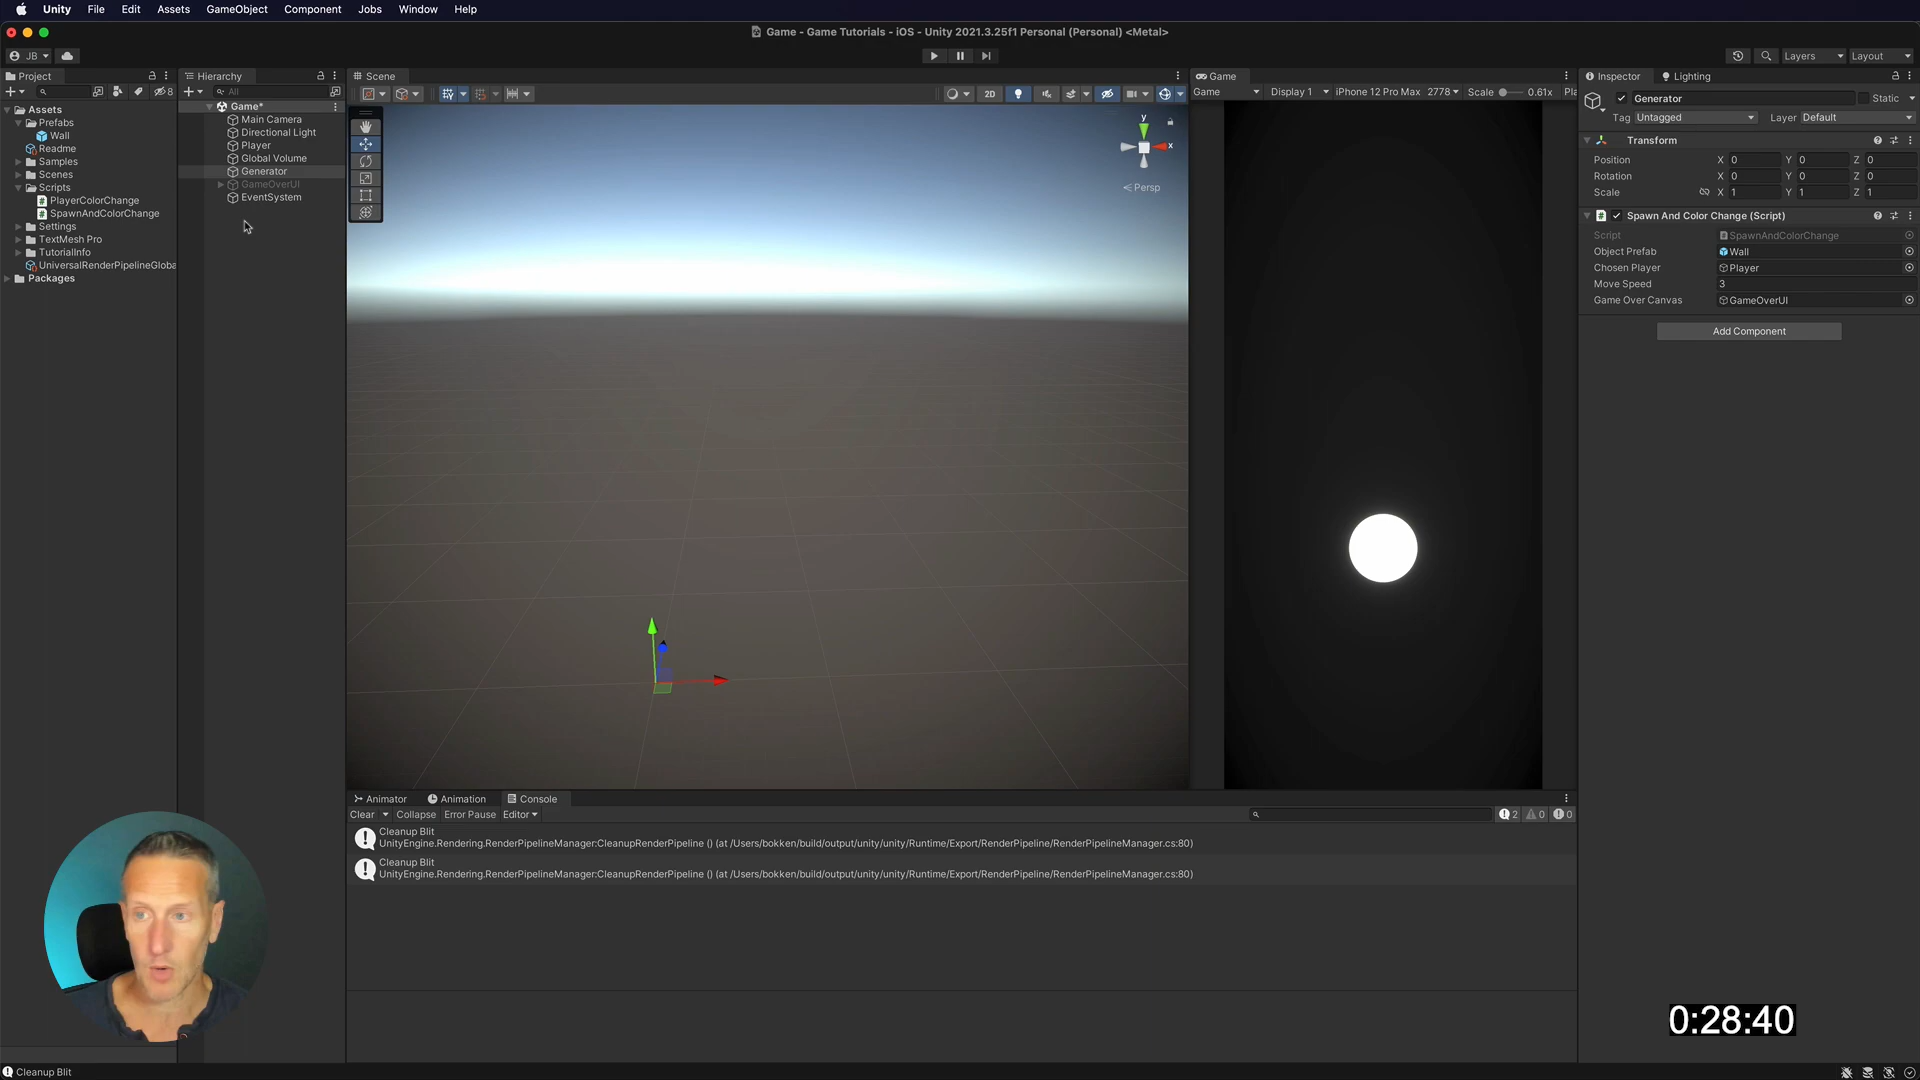 Unity File Edit Assets GameObject Component Jobs Window Help
Game - Game Tutorials - iOS - Unity 2021.3.25f1 Personal (Personal) <Metal>
JB Layers Layout
Project
8
Assets
Prefabs
Wall
Readme
Samples
Scenes
Scripts
PlayerColorChange
SpawnAndColorChange
Settings
TextMesh Pro
TutorialInfo
UniversalRenderPipelineGloba
Packages
Hierarchy
All
Game*
Main Camera
Directional Light
Player
Global Volume
Generator
GameOverUI
EventSystem
Scene
2D
y
x
Persp
Game
Game Display 1 iPhone 12 Pro Max 2778 Scale 0.61x Pla
Inspector Lighting
Generator Static
Tag Untagged Layer Default
Transform
Position X 0 Y 0 Z 0
Rotation X 0 Y 0 Z 0
Scale X 1 Y 1 Z 1
# Spawn And Color Change (Script)
Script SpawnAndColorChange
Object Prefab Wall
Chosen Player Player
Move Speed 3
Game Over Canvas GameOverUI
Add Component
Animator Animation Console
Clear Collapse Error Pause Editor 2 0 0
Cleanup Blit
UnityEngine.Rendering.RenderPipelineManager:CleanupRenderPipeline () (at /Users/bokken/build/output/unity/unity/Runtime/Export/RenderPipeline/RenderPipelineManager.cs:80)
Cleanup Blit
UnityEngine.Rendering.RenderPipelineManager:CleanupRenderPipeline () (at /Users/bokken/build/output/unity/unity/Runtime/Export/RenderPipeline/RenderPipelineManager.cs:80)
0:28:40
Cleanup Blit